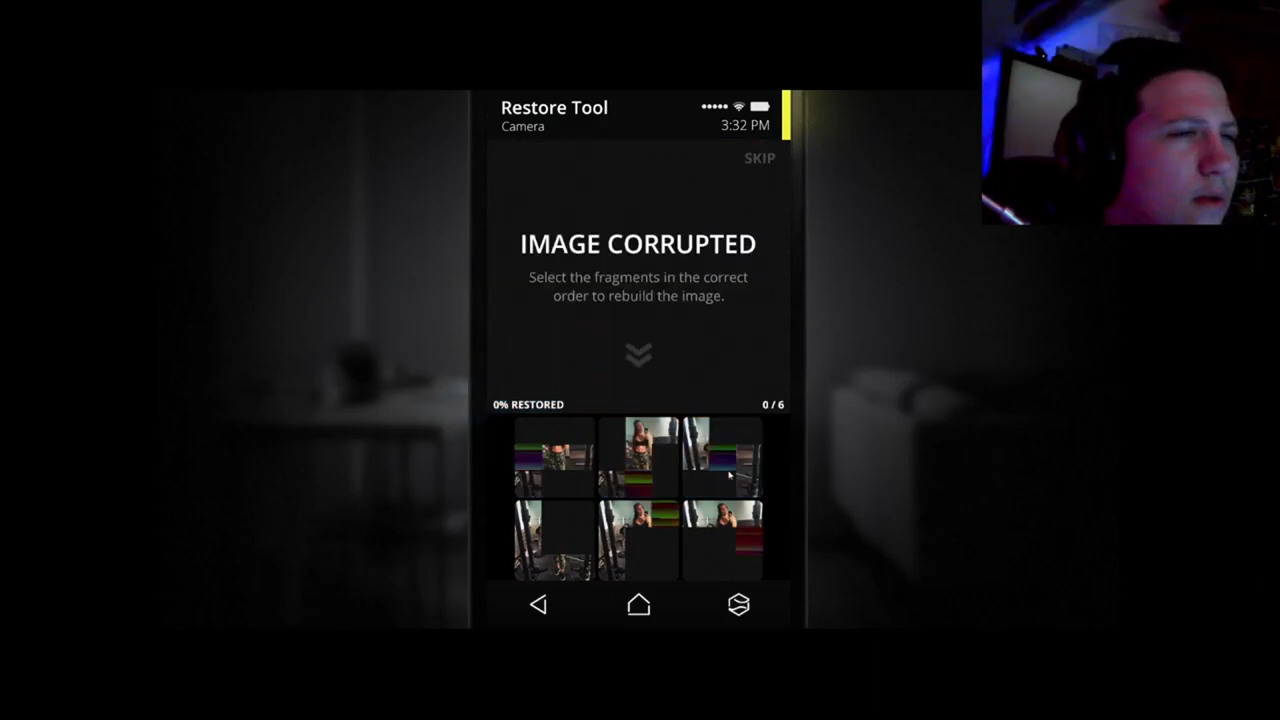 Restore Tool
Camera
3:32 PM
SKIP
IMAGE CORRUPTED
Select the fragments in the correct
order to rebuild the image.
0% RESTORED
0 / 6